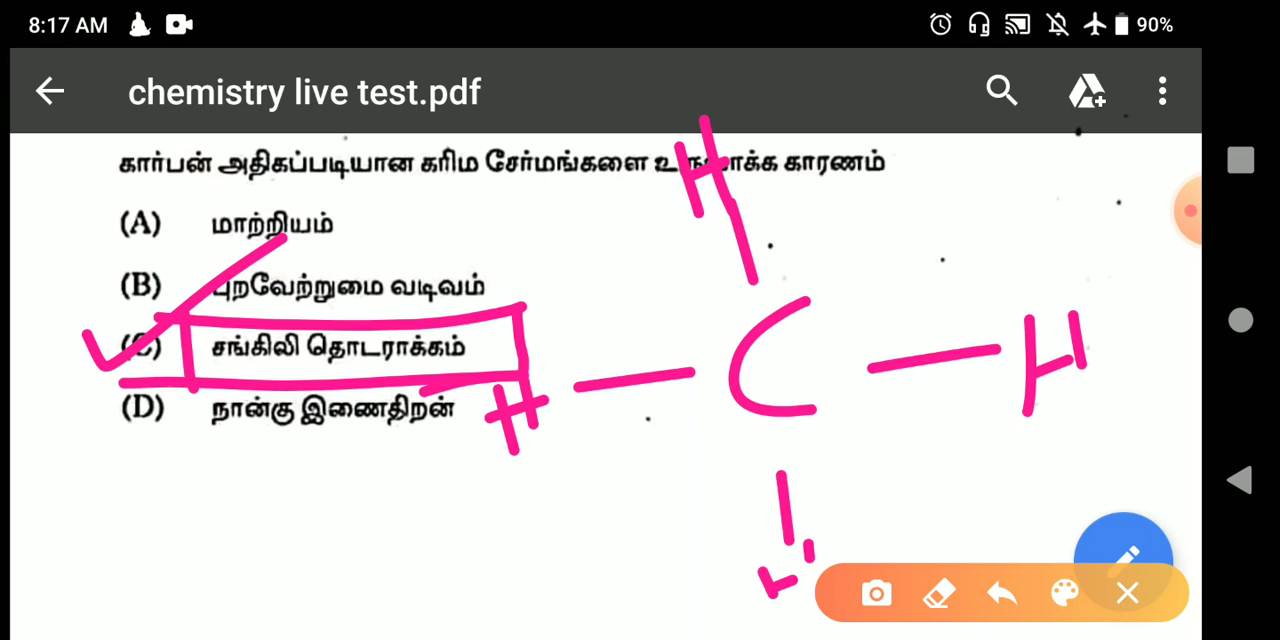 8:17 AM
90%
chemistry live test.pdf
கார்பன் அதிகப்படியான கரிம சேர்மங்களை உருவாக்க காரணம்
(A) மாற்றியம்
(B) புறவேற்றுமை வடிவம்
(C) சங்கிலி தொடராக்கம்
(D) நான்கு இணைதிறன்
H
H C H